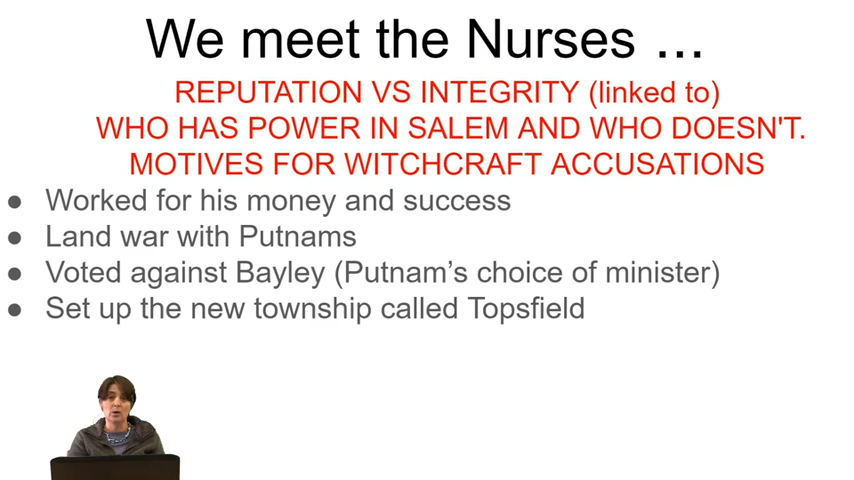 We meet the Nurses ...
REPUTATION VS INTEGRITY (linked to)
WHO HAS POWER IN SALEM AND WHO DOESN'T.
MOTIVES FOR WITCHCRAFT ACCUSATIONS
● Worked for his money and success
● Land war with Putnams
● Voted against Bayley (Putnam’s choice of minister)
● Set up the new township called Topsfield